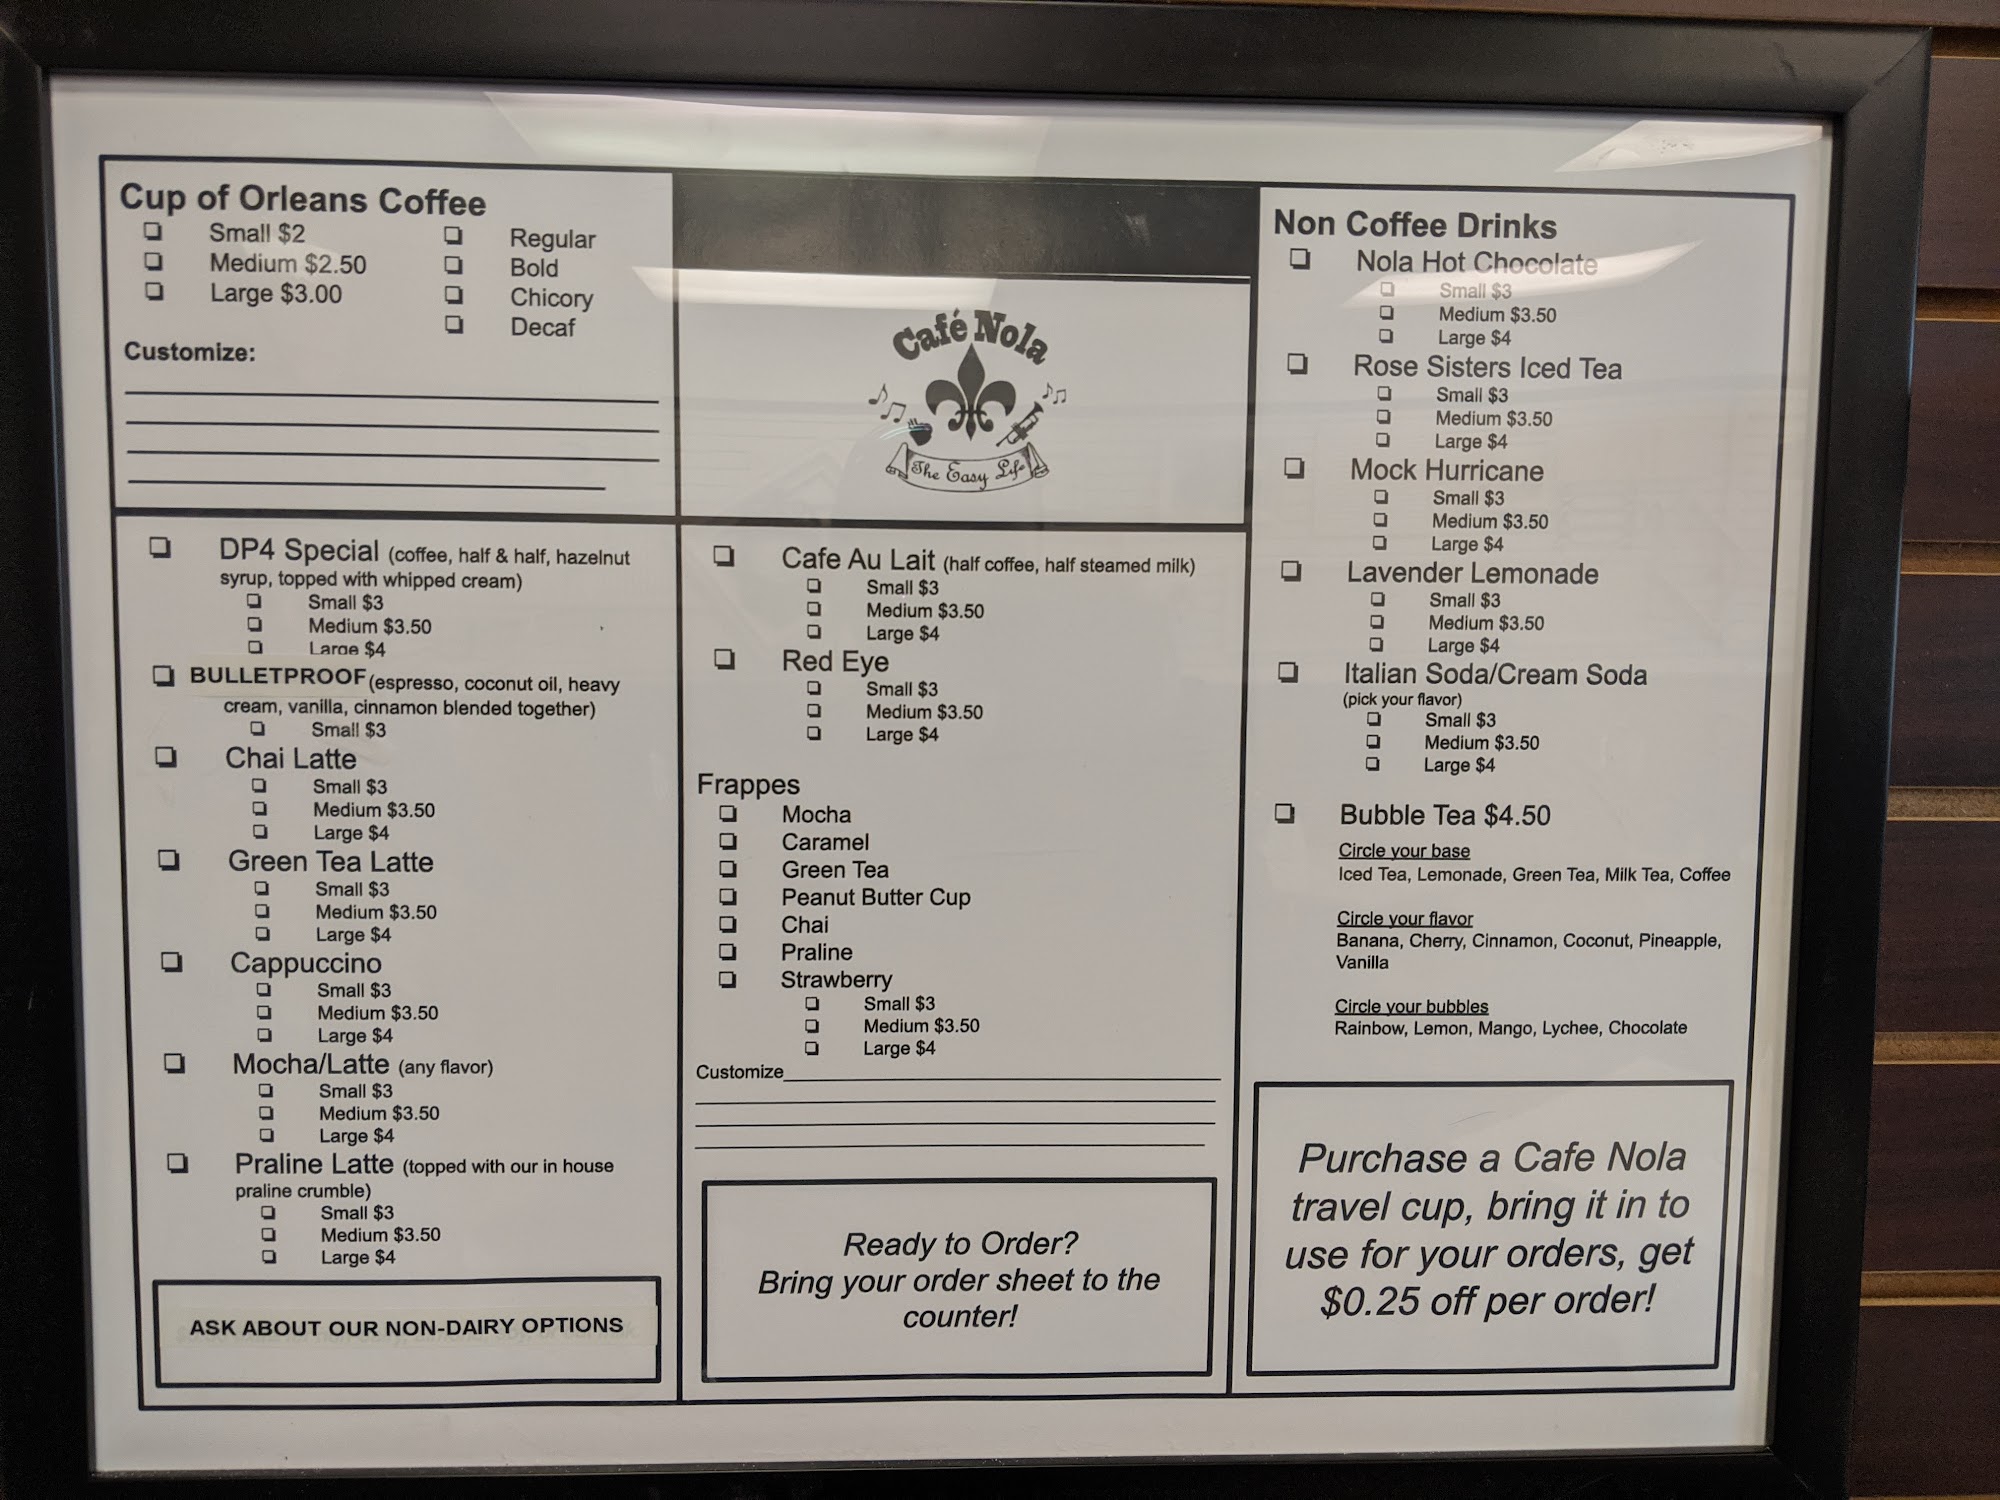 Cup of Orleans Coffee
Small $2
Medium $2.50
Large $3.00
Regular
Bold
Chicory
Decaf
Customize:
DP4 Special (coffee, half & half, hazelnut
syrup, topped with whipped cream)
Small $3
Medium $3.50
Large $4
BULLETPROOF (espresso, coconut oil, heavy
cream, vanilla, cinnamon blended together)
Small $3
Chai Latte
Small $3
Medium $3.50
Large $4
Green Tea Latte
Small $3
Medium $3.50
Large $4
Cappuccino
Small $3
Medium $3.50
Large $4
Mocha/Latte (any flavor)
Small $3
Medium $3.50
Large $4
Praline Latte (topped with our in house
praline crumble)
Small $3
Medium $3.50
Large $4
ASK ABOUT OUR NON-DAIRY OPTIONS
Café Nola
The Easy Life
Cafe Au Lait (half coffee, half steamed milk)
Small $3
Medium $3.50
Large $4
Red Eye
Small $3
Medium $3.50
Large $4
Frappes
Mocha
Caramel
Green Tea
Peanut Butter Cup
Chai
Praline
Strawberry
Small $3
Medium $3.50
Large $4
Customize
Ready to Order?
Bring your order sheet to the
counter!
Non Coffee Drinks
Nola Hot Chocolate
Small $3
Medium $3.50
Large $4
Rose Sisters Iced Tea
Small $3
Medium $3.50
Large $4
Mock Hurricane
Small $3
Medium $3.50
Large $4
Lavender Lemonade
Small $3
Medium $3.50
Large $4
Italian Soda/Cream Soda
(pick your flavor)
Small $3
Medium $3.50
Large $4
Bubble Tea $4.50
Circle your base
Iced Tea, Lemonade, Green Tea, Milk Tea, Coffee
Circle your flavor
Banana, Cherry, Cinnamon, Coconut, Pineapple,
Vanilla
Circle your bubbles
Rainbow, Lemon, Mango, Lychee, Chocolate
Purchase a Cafe Nola
travel cup, bring it in to
use for your orders, get
$0.25 off per order!